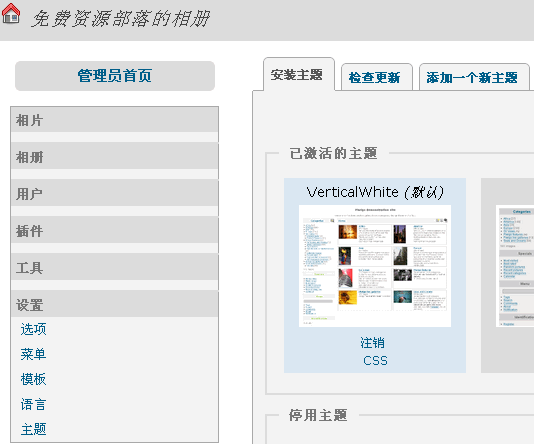 免费资源部落的相册
管理员首页
相片
相册
用户
插件
工具
设置
选项
菜单
模板
语言
主题
安装主题
检查更新
添加一个新主题
已激活的主题
VerticalWhite (默认)
注销
CSS
停用主题